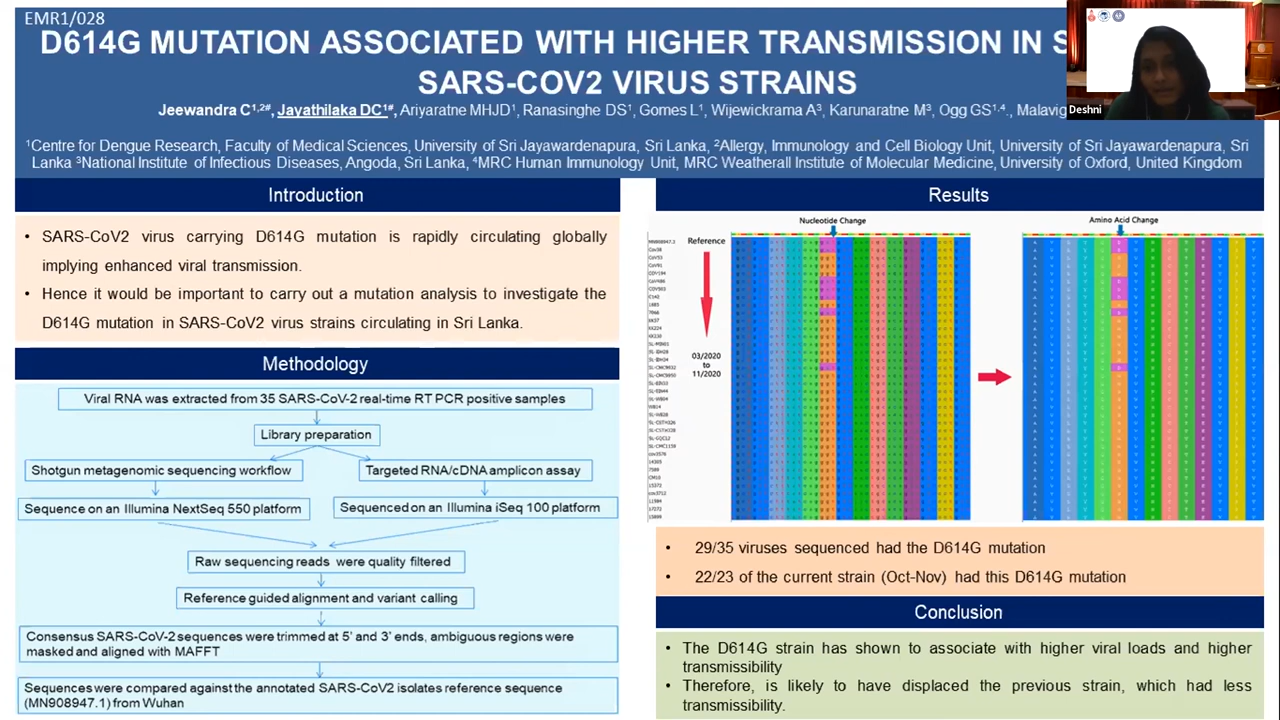 EMR1/028
D614G MUTATION ASSOCIATED WITH HIGHER TRANSMISSION IN
SARS-COV2 VIRUS STRAINS
Jeewandra C1,2#, Jayathilaka DC1#, Ariyaratne MHJD1, Ranasinghe DS1, Gomes L1, Wijewickrama A3, Karunaratne M3, Ogg GS1,4., Malavig
Deshni
1Centre for Dengue Research, Faculty of Medical Sciences, University of Sri Jayawardenapura, Sri Lanka, 2Allergy, Immunology and Cell Biology Unit, University of Sri Jayawardenapura, Sri
Lanka 3National Institute of Infectious Diseases, Angoda, Sri Lanka, 4MRC Human Immunology Unit, MRC Weatherall Institute of Molecular Medicine, University of Oxford, United Kingdom
Introduction
• SARS-CoV2 virus carrying D614G mutation is rapidly circulating globally
implying enhanced viral transmission.
• Hence it would be important to carry out a mutation analysis to investigate the
D614G mutation in SARS-CoV2 virus strains circulating in Sri Lanka.
Methodology
Viral RNA was extracted from 35 SARS-CoV-2 real-time RT PCR positive samples
Library preparation
Shotgun metagenomic sequencing workflow
Targeted RNA/cDNA amplicon assay
Sequence on an Illumina NextSeq 550 platform
Sequenced on an Illumina iSeq 100 platform
Raw sequencing reads were quality filtered
Reference guided alignment and variant calling
Consensus SARS-CoV-2 sequences were trimmed at 5' and 3' ends, ambiguous regions were
masked and aligned with MAFFT
Sequences were compared against the annotated SARS-CoV2 isolates reference sequence
(MN908947.1) from Wuhan
Results
Nucleotide Change
Amino Acid Change
Reference
03/2020
to
11/2020
• 29/35 viruses sequenced had the D614G mutation
• 22/23 of the current strain (Oct-Nov) had this D614G mutation
Conclusion
• The D614G strain has shown to associate with higher viral loads and higher
transmissibility
• Therefore, is likely to have displaced the previous strain, which had less
transmissibility.